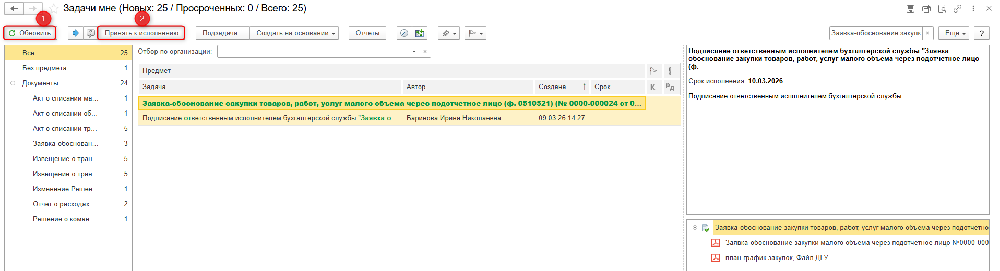 Задачи мне (Новых: 25 / Просроченных: 0 / Всего: 25)
1
2
Обновить
Принять к исполнению
Подзадача...
Создать на основании
Отчеты
Заявка-обоснование закупк
×
Еще
?
Все 25
Без предмета 1
Документы 24
Акт о списании ма... 1
Акт о списании об... 1
Акт о списании тр... 5
Заявка-обоснован... 3
Извещение о тран... 5
Извещение о тран... 5
Изменение Решен... 1
Отчет о расходах ... 2
Решение о коман... 1
Отбор по организации:
Предмет
Задача Автор Создана ↑ Срок К Рд
Заявка-обоснование закупки товаров, работ, услуг малого объема через подотчетное лицо (ф. 0510521) (№ 0000-000024 от 0...
Подписание ответственным исполнителем бухгалтерской службы "Заявка-о... Баринова Ирина Николаевна 09.03.26 14:27
Подписание ответственным исполнителем бухгалтерской службы "Заявка-
обоснование закупки товаров, работ, услуг малого объема через подотчетное лицо
(ф.
Срок исполнения: 10.03.2026
Подписание ответственным исполнителем бухгалтерской службы
Заявка-обоснование закупки товаров, работ, услуг малого объема через подотчетно
Заявка-обоснование закупки малого объема через подотчетное лицо №0000-000
план-график закупок, Файл ДГУ